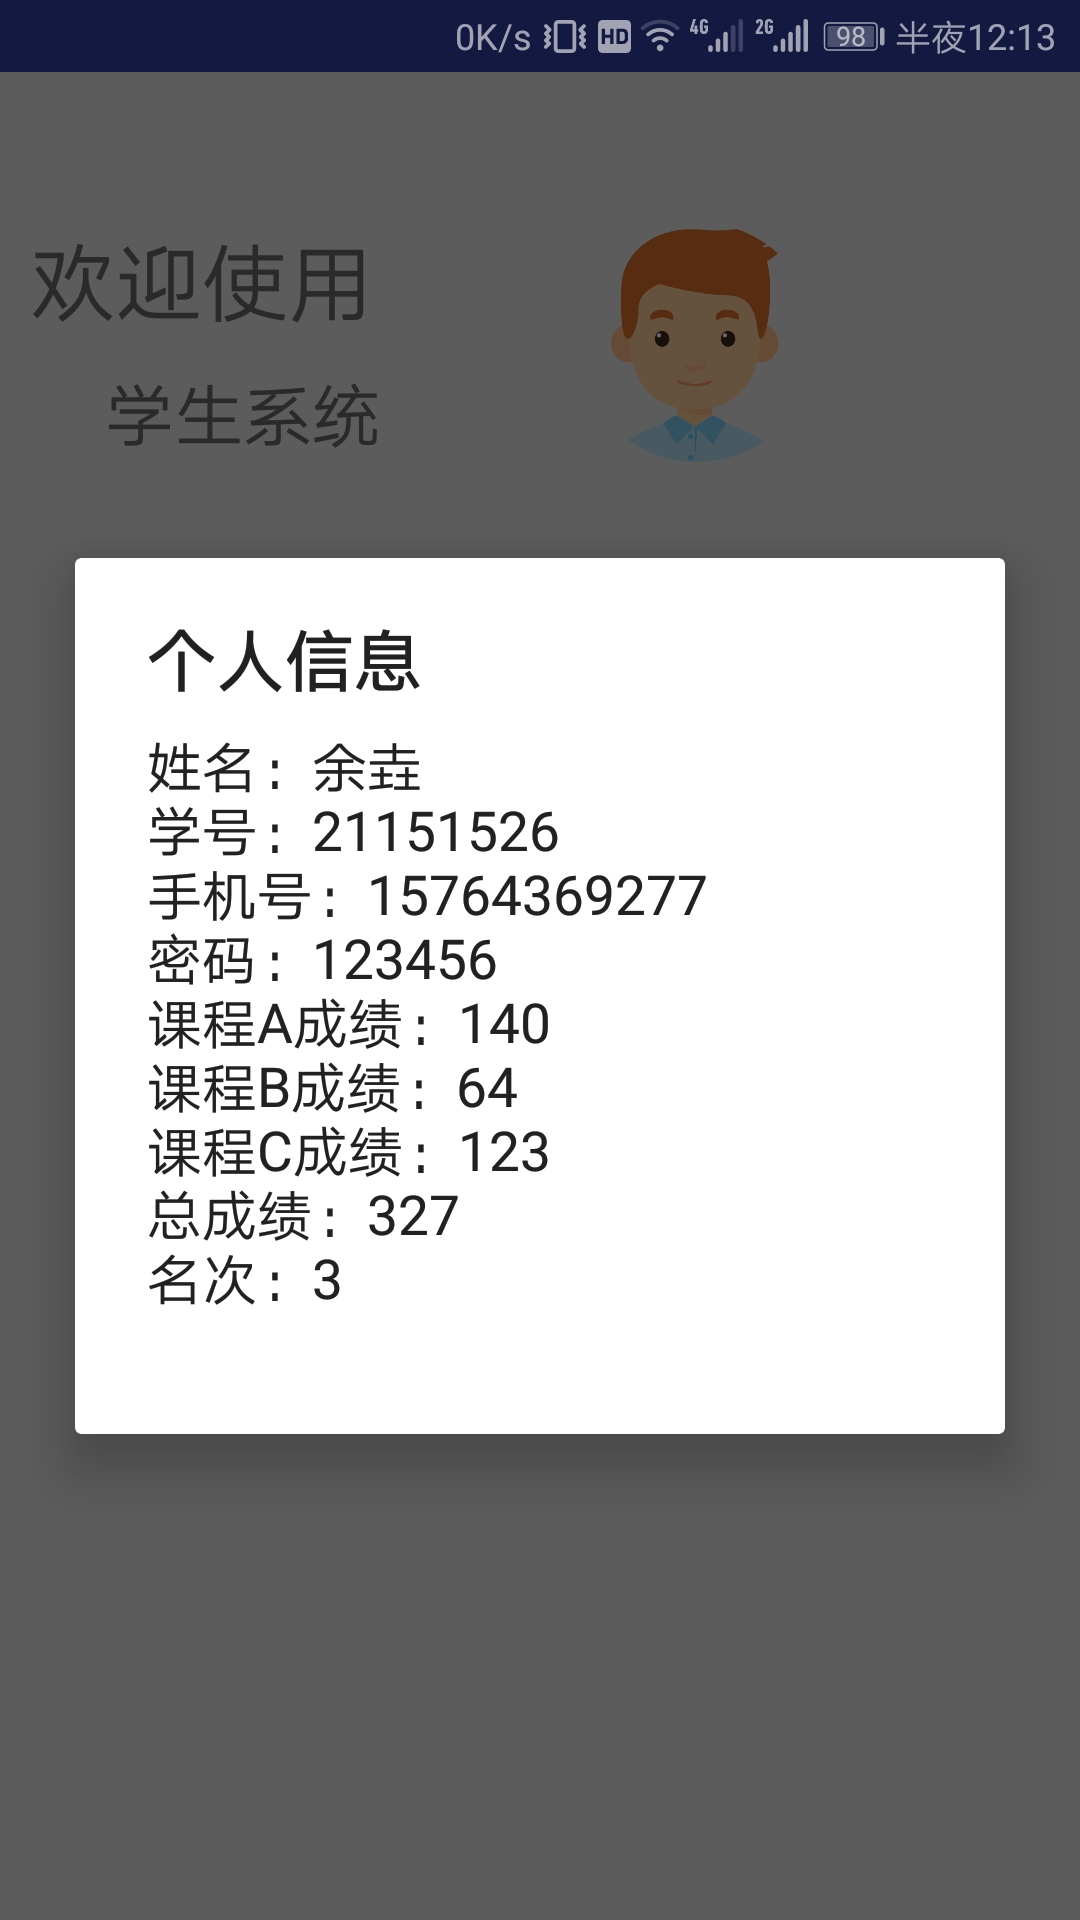 0K/s HD 4G 2G 98 半夜12:13
欢迎使用
学生系统
个人信息
姓名：余垚
学号：21151526
手机号：15764369277
密码：123456
课程A成绩：140
课程B成绩：64
课程C成绩：123
总成绩：327
名次：3